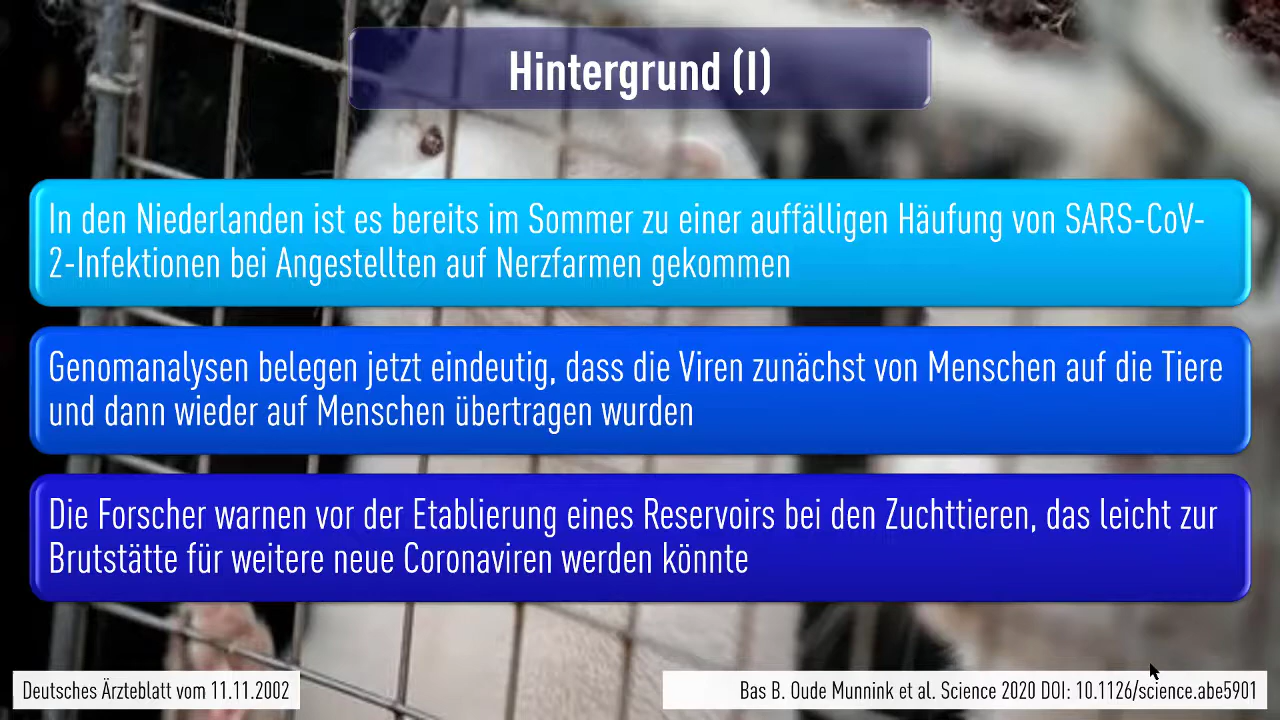 Hintergrund (I)
In den Niederlanden ist es bereits im Sommer zu einer auffälligen Häufung von SARS-CoV-
2-Infektionen bei Angestellten auf Nerzfarmen gekommen
Genomanalysen belegen jetzt eindeutig, dass die Viren zunächst von Menschen auf die Tiere
und dann wieder auf Menschen übertragen wurden
Die Forscher warnen vor der Etablierung eines Reservoirs bei den Zuchttieren, das leicht zur
Brutstätte für weitere neue Coronaviren werden könnte
Deutsches Ärzteblatt vom 11.11.2002
Bas B. Oude Munnink et al. Science 2020 DOI: 10.1126/science.abe5901